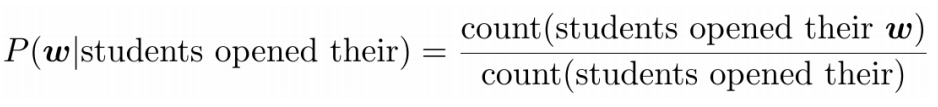 P(w|students opened their) = count(students opened their w) / count(students opened their)